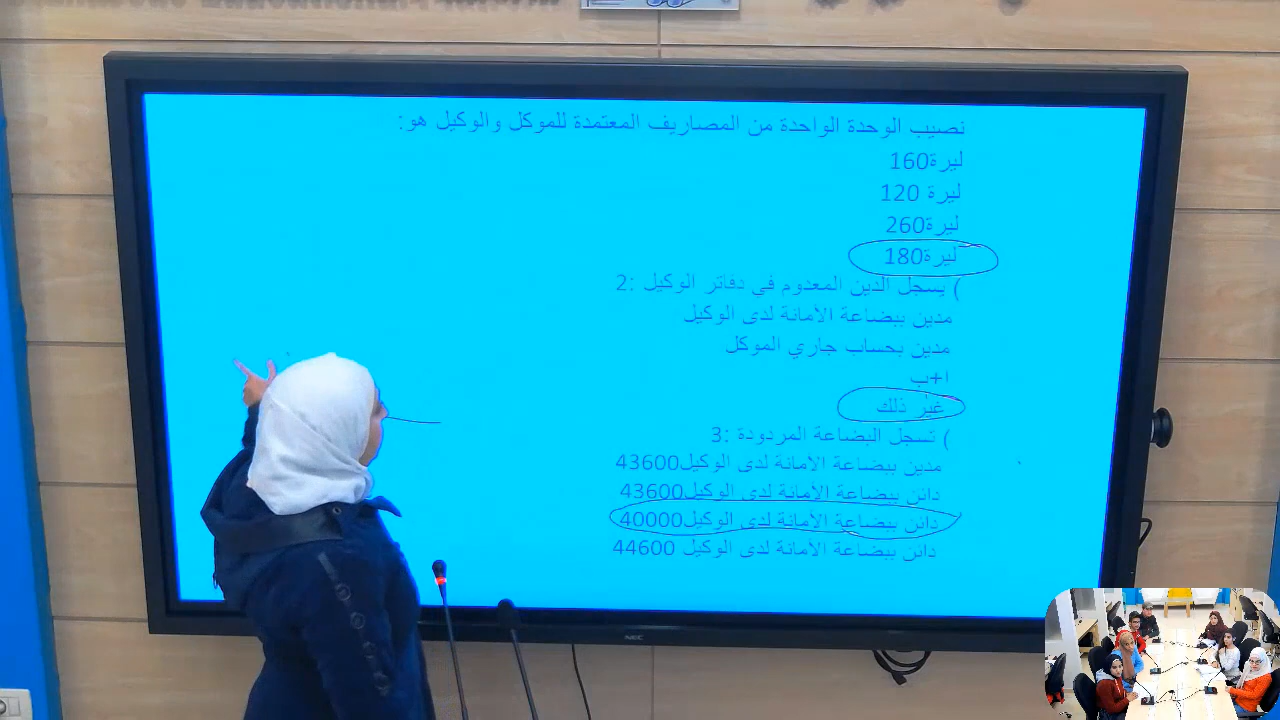 نصيب الوحدة الواحدة من المصاريف المعتمدة للموكل والوكيل هو:
ليرة160
ليرة 120
ليرة260
ليرة180
) يسجل الدين المعدوم في دفاتر الوكيل :2
مدين ببضاعة الأمانة لدى الوكيل
مدين بحساب جاري الموكل
ا+ب
غير ذلك
) تسجل البضاعة المردودة :3
مدين ببضاعة الأمانة لدى الوكيل43600
دائن ببضاعة الأمانة لدى الوكيل43600
دائن ببضاعة الأمانة لدى الوكيل40000
دائن ببضاعة الأمانة لدى الوكيل 44600
NEC